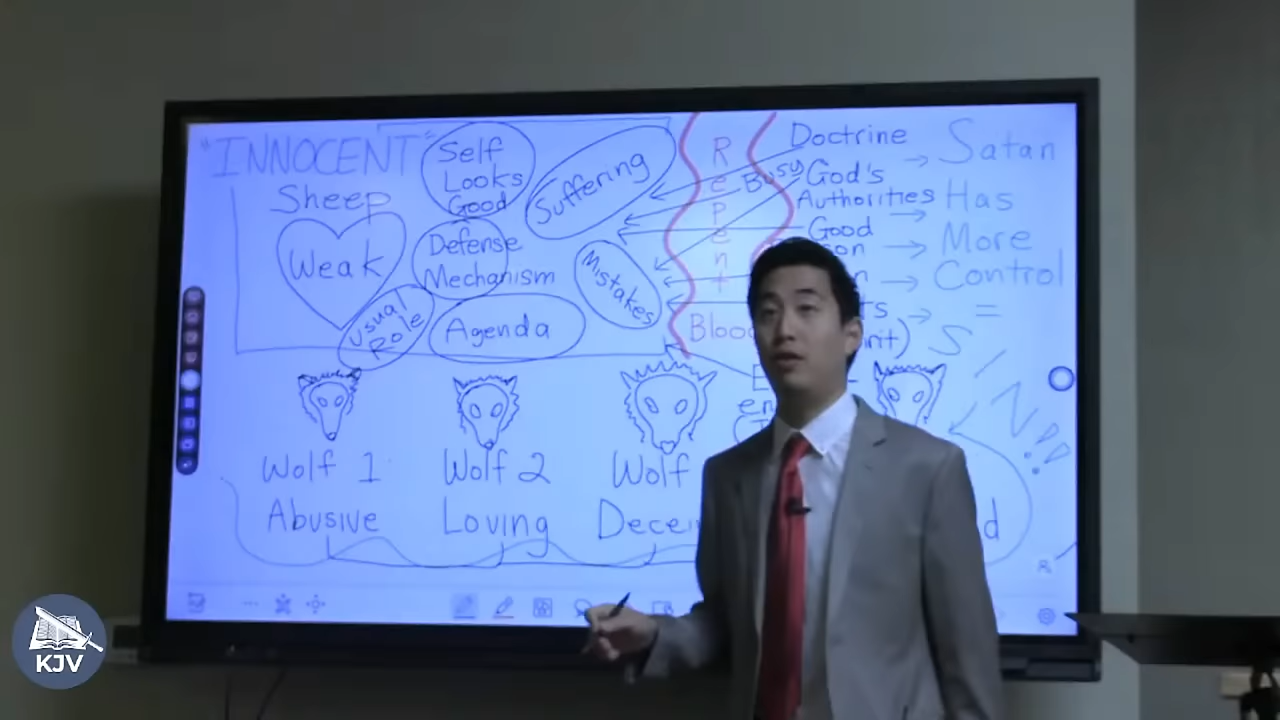 "INNOCENT"
Sheep
Weak
Self
Looks
Good
Suffering
Defense
Mechanism
Mistakes
Usual
Role
Agenda
Repent
Blood
Doctrine
Busy
God's
Authorities
Good
Satan
Has
More
Control
=
Wolf 1
Abusive
Wolf 2
Loving
Wolf
KJV